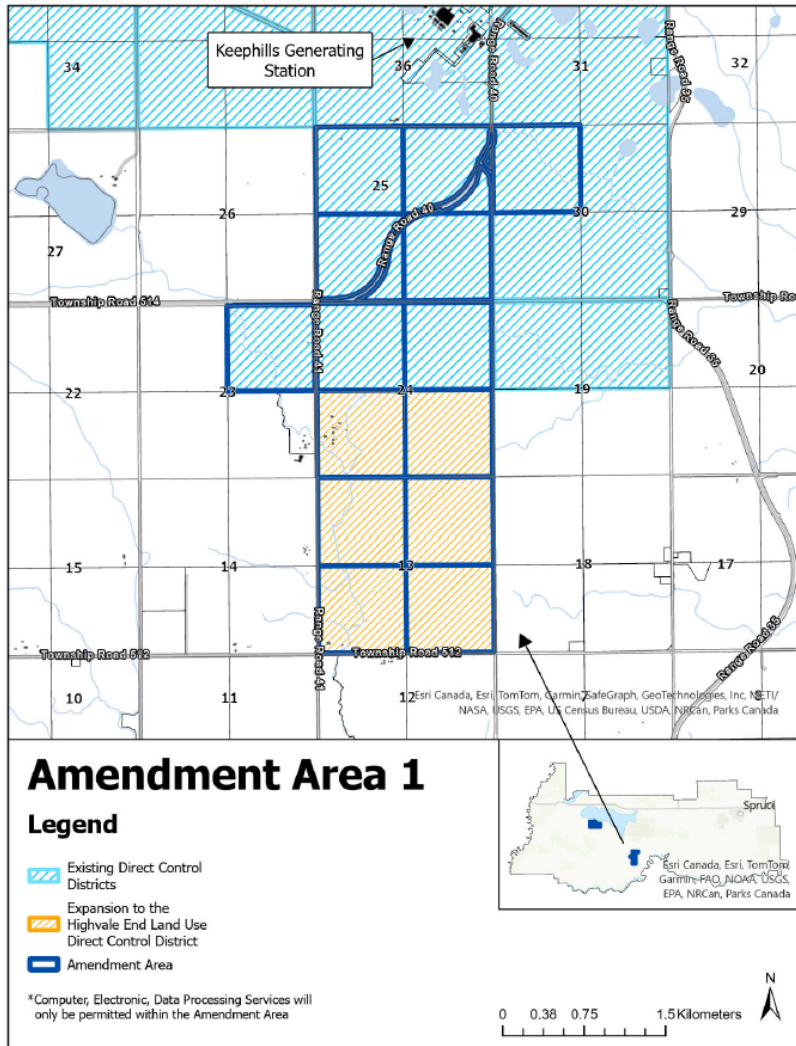 Keephills Generating
Station
34
36
31
32
Range Road 40
Range Road 35
25
26
27
Range Road 40
30
29
Township Road 514
Range Road 41
Township Ro
Range Road 35
22
23
24
19
20
15
14
13
18
17
Range Road 41
Township Road 512
Township Road 512
Range Road 35
10
11
12
7
Esri Canada, Esri, TomTom, Garmin, SafeGraph, GeoTechnologies, Inc, METI/
NASA, USGS, EPA, US Census Bureau, USDA, NRCan, Parks Canada
Amendment Area 1
Legend
Existing Direct Control
Districts
Expansion to the
Highvale End Land Use
Direct Control District
Amendment Area
*Computer, Electronic, Data Processing Services will
only be permitted within the Amendment Area
Spruce
Esri Canada, Esri, TomTom,
Garmin, FAO, NOAA, USGS,
EPA, NRCan, Parks Canada
N
0 0.38 0.75 1.5 Kilometers